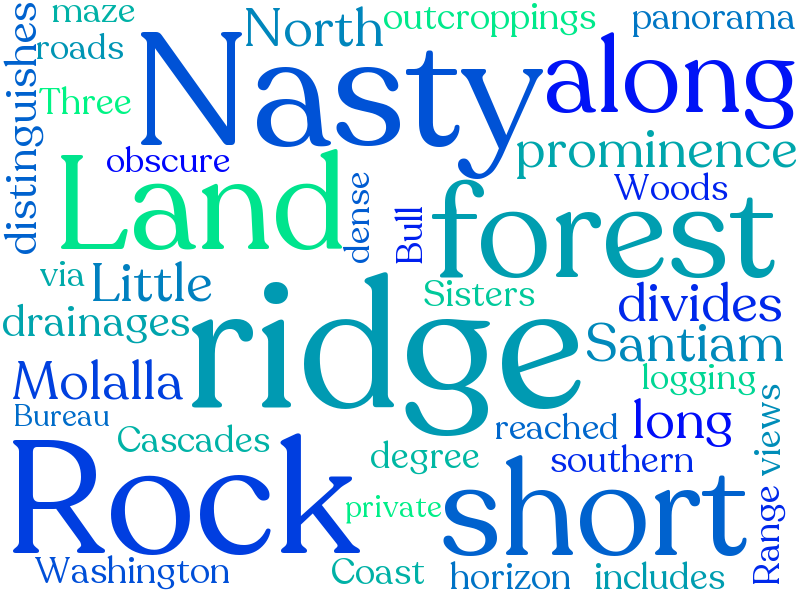 maze
North
outcroppings
panorama
distinguishes
roads
Nasty
along
Three
obscure
prominence
Land
dense
Bull
forest
Woods
via
Little
ridge
Sisters
divides
drainages
Santiam
Molalla
logging
Bureau
Cascades
reached
long
views
Rock
degree
southern
private
short
Range
Washington
Coast
horizon
includes